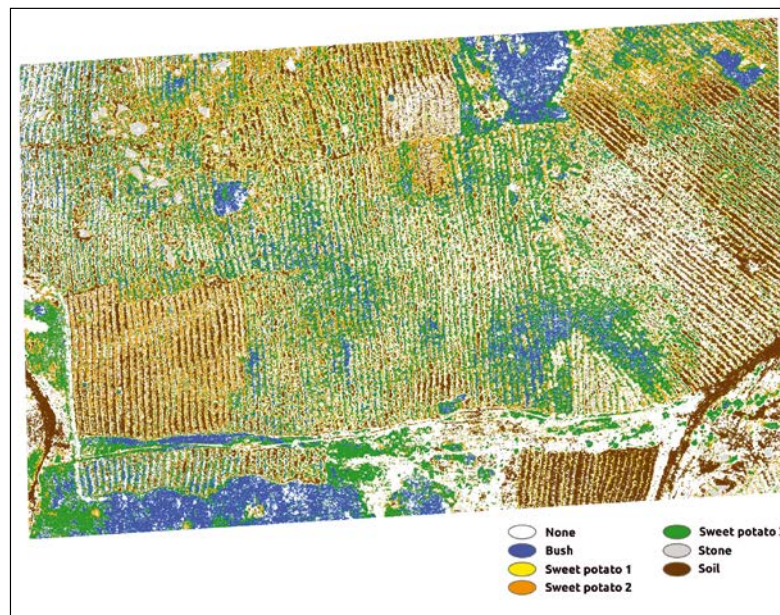 None
Bush
Sweet potato 1
Sweet potato 2
Sweet potato
Stone
Soil